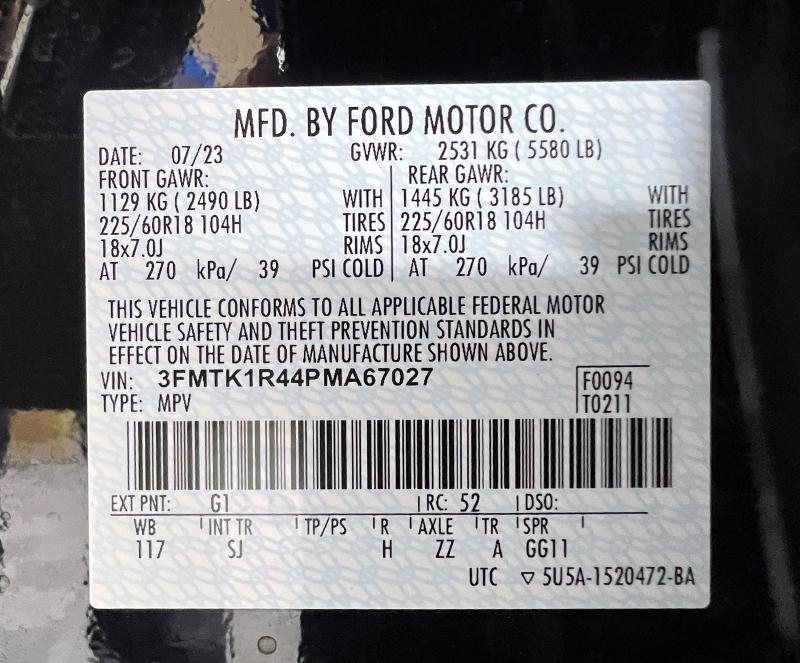 MFD. BY FORD MOTOR CO.
DATE: 07/23 GVWR: 2531 KG ( 5580 LB)
FRONT GAWR: REAR GAWR:
1129 KG ( 2490 LB) WITH 1445 KG ( 3185 LB) WITH
225/60R18 104H TIRES 225/60R18 104H TIRES
18x7.0J RIMS 18x7.0J RIMS
AT 270 kPa/ 39 PSI COLD AT 270 kPa/ 39 PSI COLD
THIS VEHICLE CONFORMS TO ALL APPLICABLE FEDERAL MOTOR
VEHICLE SAFETY AND THEFT PREVENTION STANDARDS IN
EFFECT ON THE DATE OF MANUFACTURE SHOWN ABOVE.
VIN: 3FMTK1R44PMA67027 F0094
TYPE: MPV T0211
EXT PNT: G1 RC: 52 DSO:
WB INT TR TP/PS R AXLE TR SPR
117 SJ H ZZ A GG11
UTC ▽ 5U5A-1520472-BA